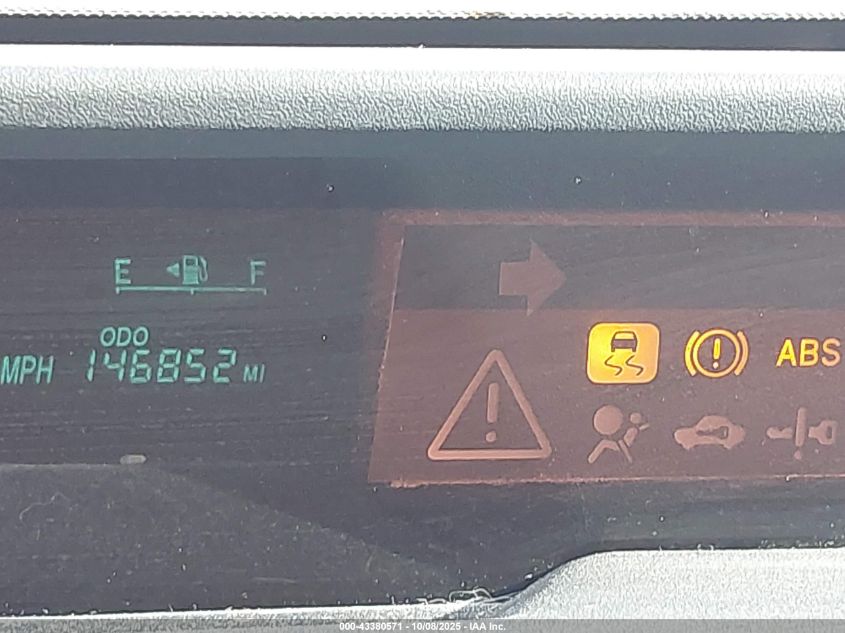 E F
ODO
MPH 146852 MI
ABS
000-43380571 - 10/08/2025 - IAA Inc.